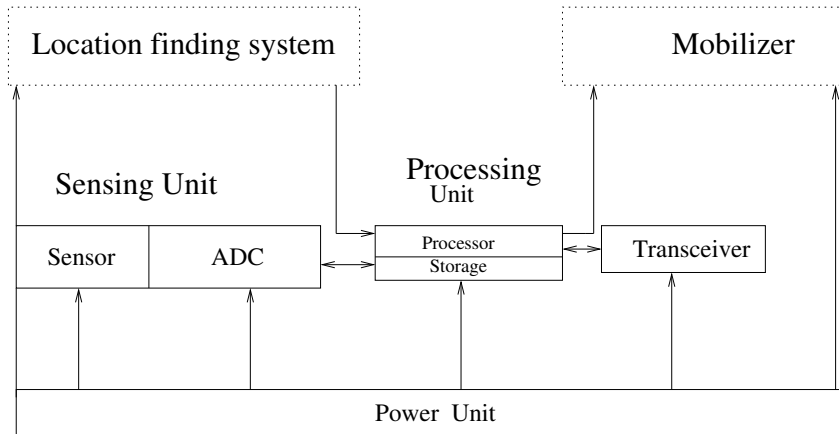 Location finding system
Mobilizer
Sensing Unit
Processing
Unit
Sensor
ADC
Processor
Storage
Transceiver
Power Unit